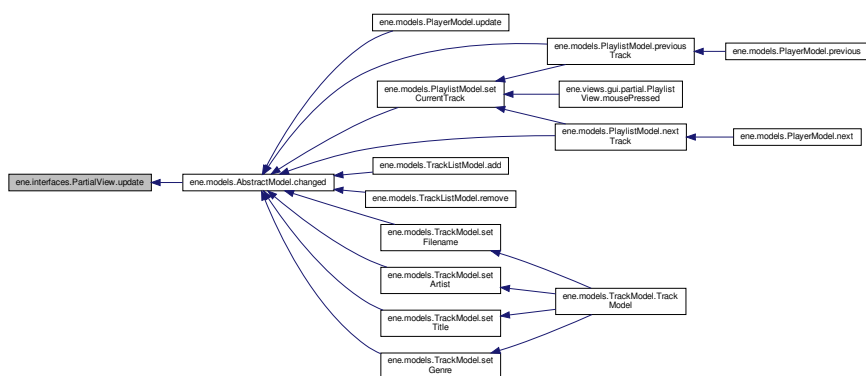 ene.models.PlayerModel.update
ene.models.PlaylistModel.previous
Track
ene.models.PlayerModel.previous
ene.models.PlaylistModel.set
CurrentTrack
ene.views.gui.partial.Playlist
View.mousePressed
ene.models.PlaylistModel.next
Track
ene.models.PlayerModel.next
ene.models.TrackListModel.add
ene.interfaces.PartialView.update
ene.models.AbstractModel.changed
ene.models.TrackListModel.remove
ene.models.TrackModel.set
Filename
ene.models.TrackModel.set
Artist
ene.models.TrackModel.Track
Model
ene.models.TrackModel.set
Title
ene.models.TrackModel.set
Genre